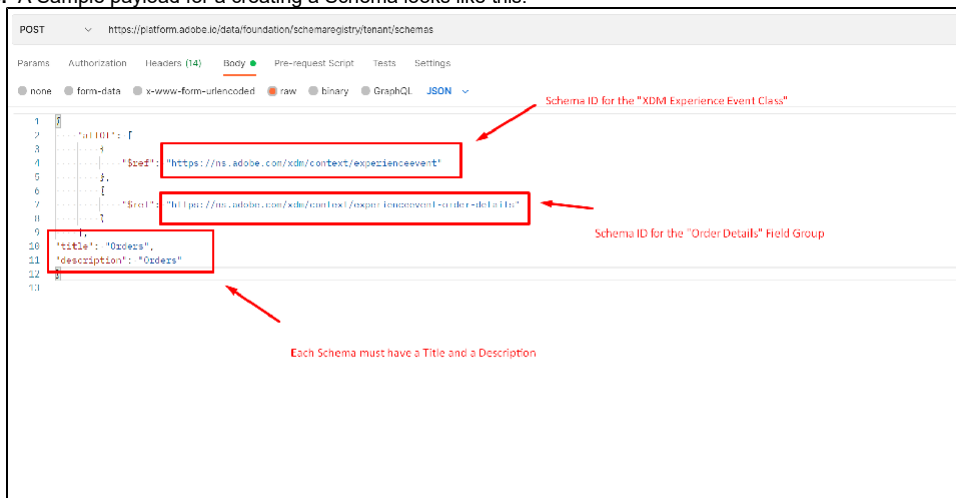 A Sample payload for a creating a Schema looks like this:
POST https://platform.adobe.io/data/foundation/schemaregistry/tenant/schemas
Params Authorization Headers (14) Body Pre-request Script Tests Settings
none form-data x-www-form-urlencoded raw binary GraphQL JSON
Schema ID for the "XDM Experience Event Class"
1 {
2 "allOf": [
3 {
4 "$ref": "https://ns.adobe.com/xdm/context/experienceevent"
5 },
6 {
7 "$ref": "https://ns.adobe.com/xdm/context/experienceevent-order-details"
8 }
Schema ID for the "Order Details" Field Group
9 ],
10 "title": "Orders",
11 "description": "Orders"
12 }
13
Each Schema must have a Title and a Description